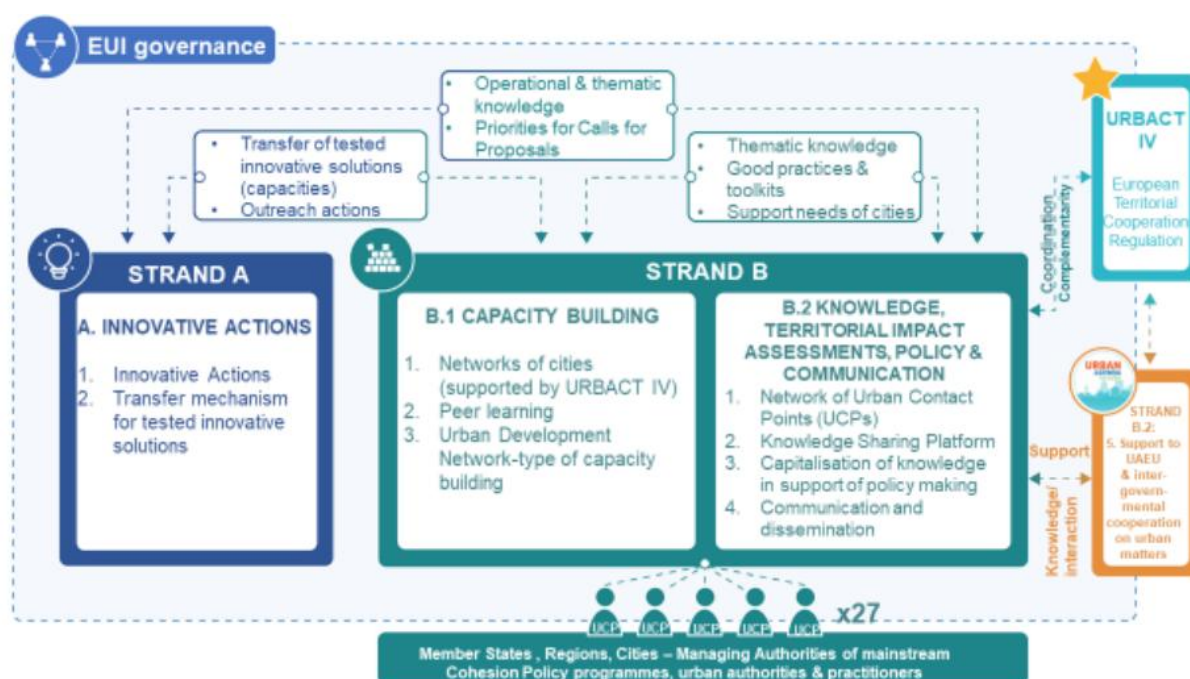 EUI governance
• Operational & thematic
knowledge
• Priorities for Calls for
Proposals
• Transfer of tested
innovative solutions
(capacities)
• Outreach actions
• Thematic knowledge
• Good practices &
toolkits
• Support needs of cities
URBACT
IV
European
Territorial
Cooperation
Regulation
Coordination
Complementarity
STRAND A
A. INNOVATIVE ACTIONS
1. Innovative Actions
2. Transfer mechanism
for tested innovative
solutions
STRAND B
B.1 CAPACITY BUILDING
1. Networks of cities
(supported by URBACT IV)
2. Peer learning
3. Urban Development
Network-type of capacity
building
B.2 KNOWLEDGE,
TERRITORIAL IMPACT
ASSESSMENTS, POLICY &
COMMUNICATION
1. Network of Urban Contact
Points (UCPs)
2. Knowledge Sharing Platform
3. Capitalisation of knowledge
in support of policy making
4. Communication and
dissemination
Support
Knowledge/
interaction
URBAN
AGENDA
STRAND
B.2:
5. Support to
UAEU
& inter-
govern-
mental
cooperation
on urban
matters
UCP
UCP
UCP
UCP
UCP
x27
Member States , Regions, Cities – Managing Authorities of mainstream
Cohesion Policy programmes, urban authorities & practitioners